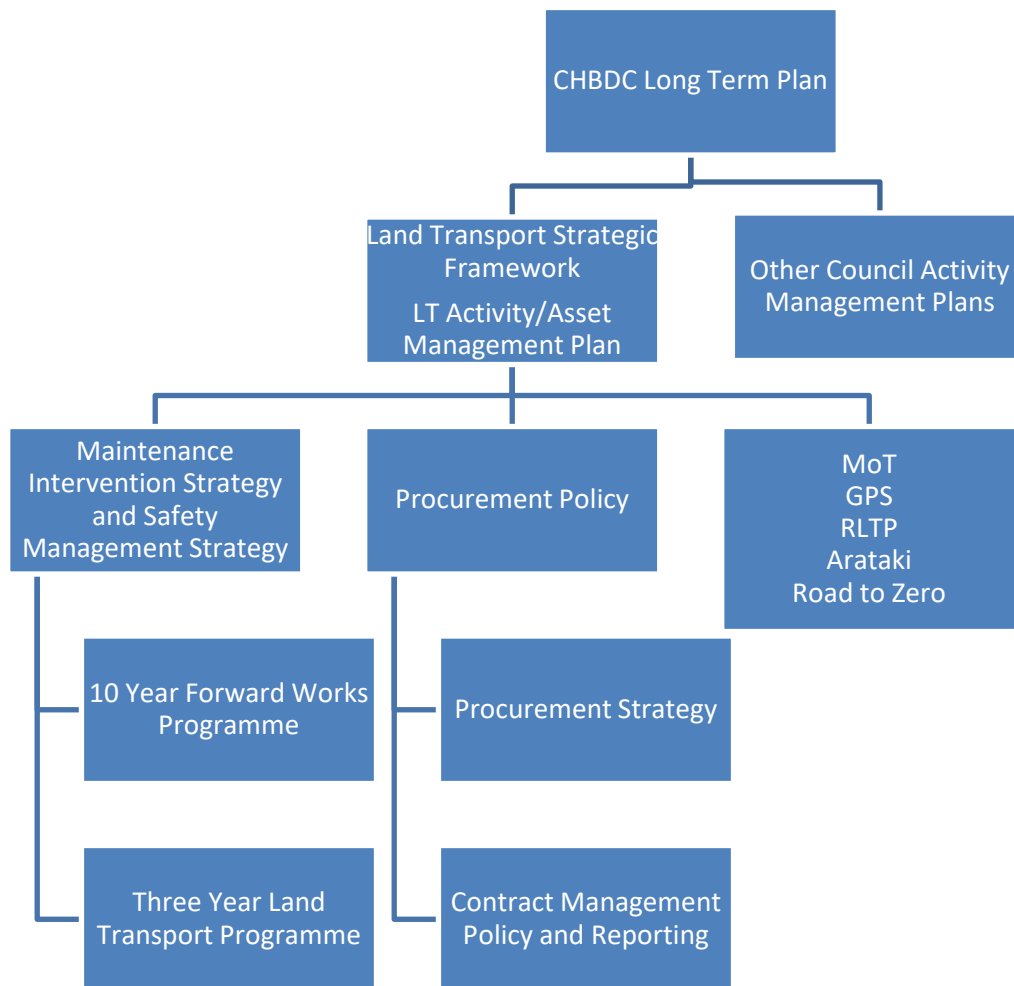 CHBDC Long Term Plan
Land Transport Strategic
Framework
LT Activity/Asset
Management Plan
Other Council Activity
Management Plans
Maintenance
Intervention Strategy
and Safety
Management Strategy
Procurement Policy
MoT
GPS
RLTP
Arataki
Road to Zero
10 Year Forward Works
Programme
Procurement Strategy
Three Year Land
Transport Programme
Contract Management
Policy and Reporting